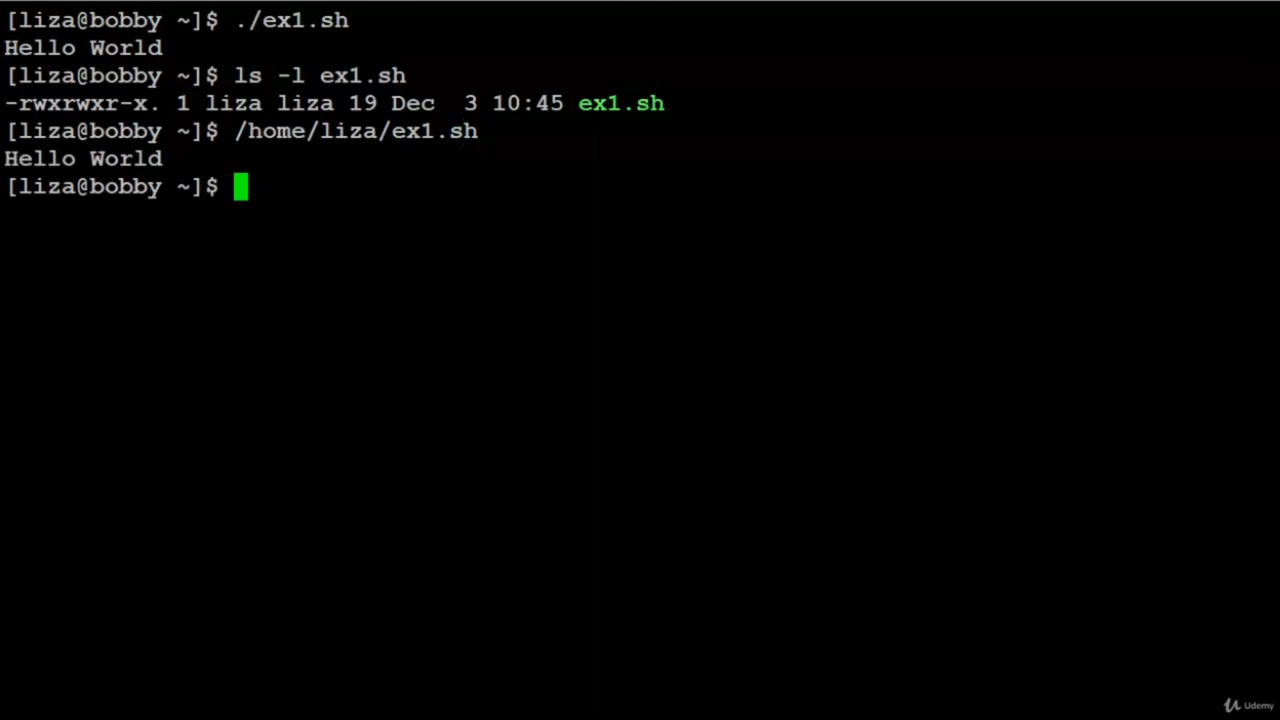 [liza@bobby ~]$ ./ex1.sh
Hello World
[liza@bobby ~]$ ls -l ex1.sh
-rwxrwxr-x. 1 liza liza 19 Dec  3 10:45 ex1.sh
[liza@bobby ~]$ /home/liza/ex1.sh
Hello World
[liza@bobby ~]$
Udemy